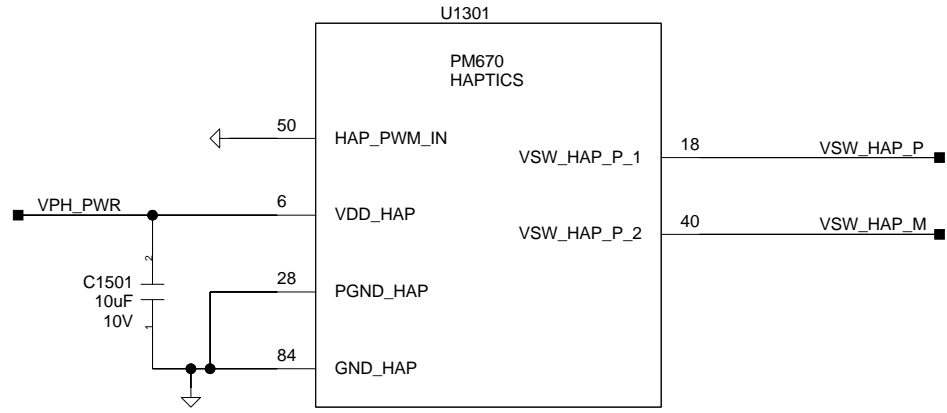 U1301
PM670
HAPTICS
50
HAP_PWM_IN
VSW_HAP_P_1
18
VSW_HAP_P
VPH_PWR
6
VDD_HAP
VSW_HAP_P_2
40
VSW_HAP_M
2
C1501
10uF
10V
1
28
PGND_HAP
84
GND_HAP